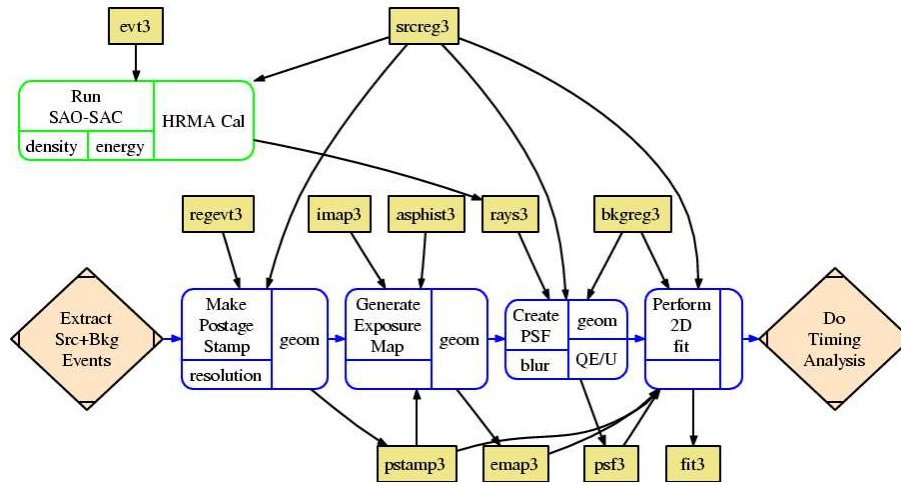 evt3
srcreg3
Run
SAO-SAC
HRMA Cal
density
energy
regevt3
imap3
asphist3
rays3
bkgreg3
Extract
Src+Bkg
Events
Make
Postage
Stamp
geom
resolution
Generate
Exposure
Map
geom
Create
PSF
geom
blur
QE/U
Perform
2D
fit
Do
Timing
Analysis
pstamp3
emap3
psf3
fit3